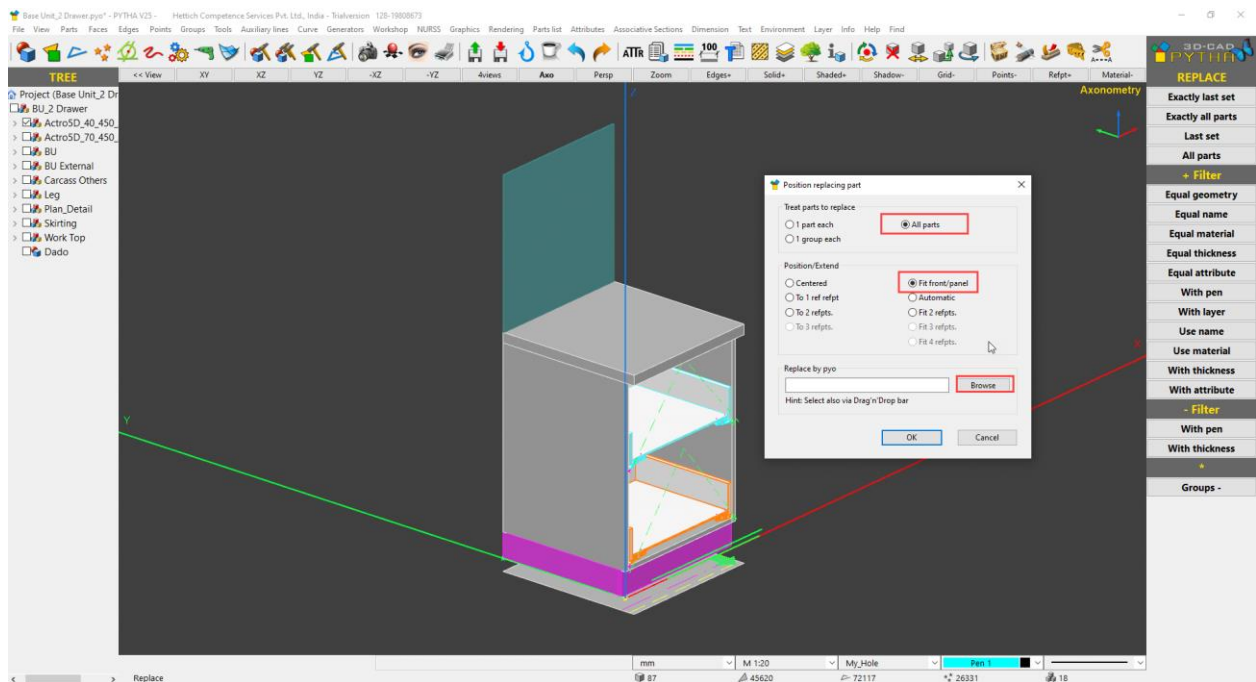 Base Unit_2 Drawer.pyo* - PYTHA V25 - Hettich Competence Services Pvt. Ltd., India - Trialversion 128-19808673
File View Parts Faces Edges Points Groups Tools Auxiliary lines Curve Generators Workshop NURSS Graphics Rendering Parts list Attributes Associative Sections Dimension Text Environment Layer Info Help Find
ATTR 100 A---A 3D-CAD PYTHA
TREE << View XY XZ YZ -XZ -YZ 4views Axo Persp Zoom Edges+ Solid+ Shaded+ Shadow- Grid- Points- Refpt+ Material- REPLACE
Project (Base Unit_2 Dr
BU_2 Drawer
Actro5D_40_450_
Actro5D_70_450_
BU
BU External
Carcass Others
Leg
Plan_Detail
Skirting
Work Top
Dado
Axonometry
Z
X
Y
Position replacing part
Treat parts to replace
1 part each All parts
1 group each
Position/Extend
Centered Fit front/panel
To 1 ref refpt Automatic
To 2 refpts. Fit 2 refpts.
To 3 refpts. Fit 3 refpts.
Fit 4 refpts.
Replace by pyo
Browse
Hint: Select also via Drag'n'Drop bar
OK Cancel
Exactly last set
Exactly all parts
Last set
All parts
+ Filter
Equal geometry
Equal name
Equal material
Equal thickness
Equal attribute
With pen
With layer
Use name
Use material
With thickness
With attribute
- Filter
With pen
With thickness
*
Groups -
mm M 1:20 My_Hole Pen 1
Replace 87 45620 72117 26331 18